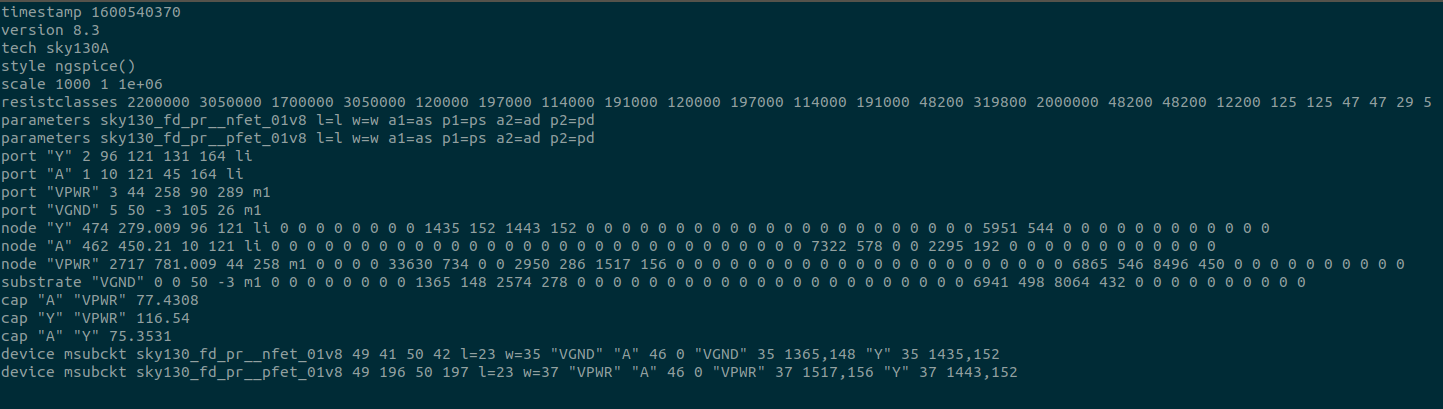 timestamp 1600540370
version 8.3
tech sky130A
style ngspice()
scale 1000 1 1e+06
resistclasses 2200000 3050000 1700000 3050000 120000 197000 114000 191000 120000 197000 114000 191000 48200 319800 2000000 48200 48200 12200 125 125 47 47 29 5
parameters sky130_fd_pr__nfet_01v8 l=l w=w a1=as p1=ps a2=ad p2=pd
parameters sky130_fd_pr__pfet_01v8 l=l w=w a1=as p1=ps a2=ad p2=pd
port "Y" 2 96 121 131 164 li
port "A" 1 10 121 45 164 li
port "VPWR" 3 44 258 90 289 m1
port "VGND" 5 50 -3 105 26 m1
node "Y" 474 279.009 96 121 li 0 0 0 0 0 0 0 0 1435 152 1443 152 0 0 0 0 0 0 0 0 0 0 0 0 0 0 0 0 0 0 0 0 0 0 5951 544 0 0 0 0 0 0 0 0 0 0 0 0
node "A" 462 450.21 10 121 li 0 0 0 0 0 0 0 0 0 0 0 0 0 0 0 0 0 0 0 0 0 0 0 0 0 0 0 0 0 0 7322 578 0 0 2295 192 0 0 0 0 0 0 0 0 0 0 0 0
node "VPWR" 2717 781.009 44 258 m1 0 0 0 0 33630 734 0 0 2950 286 1517 156 0 0 0 0 0 0 0 0 0 0 0 0 0 0 0 0 0 0 0 0 0 0 6865 546 8496 450 0 0 0 0 0 0 0 0 0 0
substrate "VGND" 0 0 50 -3 m1 0 0 0 0 0 0 0 0 1365 148 2574 278 0 0 0 0 0 0 0 0 0 0 0 0 0 0 0 0 0 0 0 0 0 0 6941 498 8064 432 0 0 0 0 0 0 0 0 0 0
cap "A" "VPWR" 77.4308
cap "Y" "VPWR" 116.54
cap "A" "Y" 75.3531
device msubckt sky130_fd_pr__nfet_01v8 49 41 50 42 l=23 w=35 "VGND" "A" 46 0 "VGND" 35 1365,148 "Y" 35 1435,152
device msubckt sky130_fd_pr__pfet_01v8 49 196 50 197 l=23 w=37 "VPWR" "A" 46 0 "VPWR" 37 1517,156 "Y" 37 1443,152